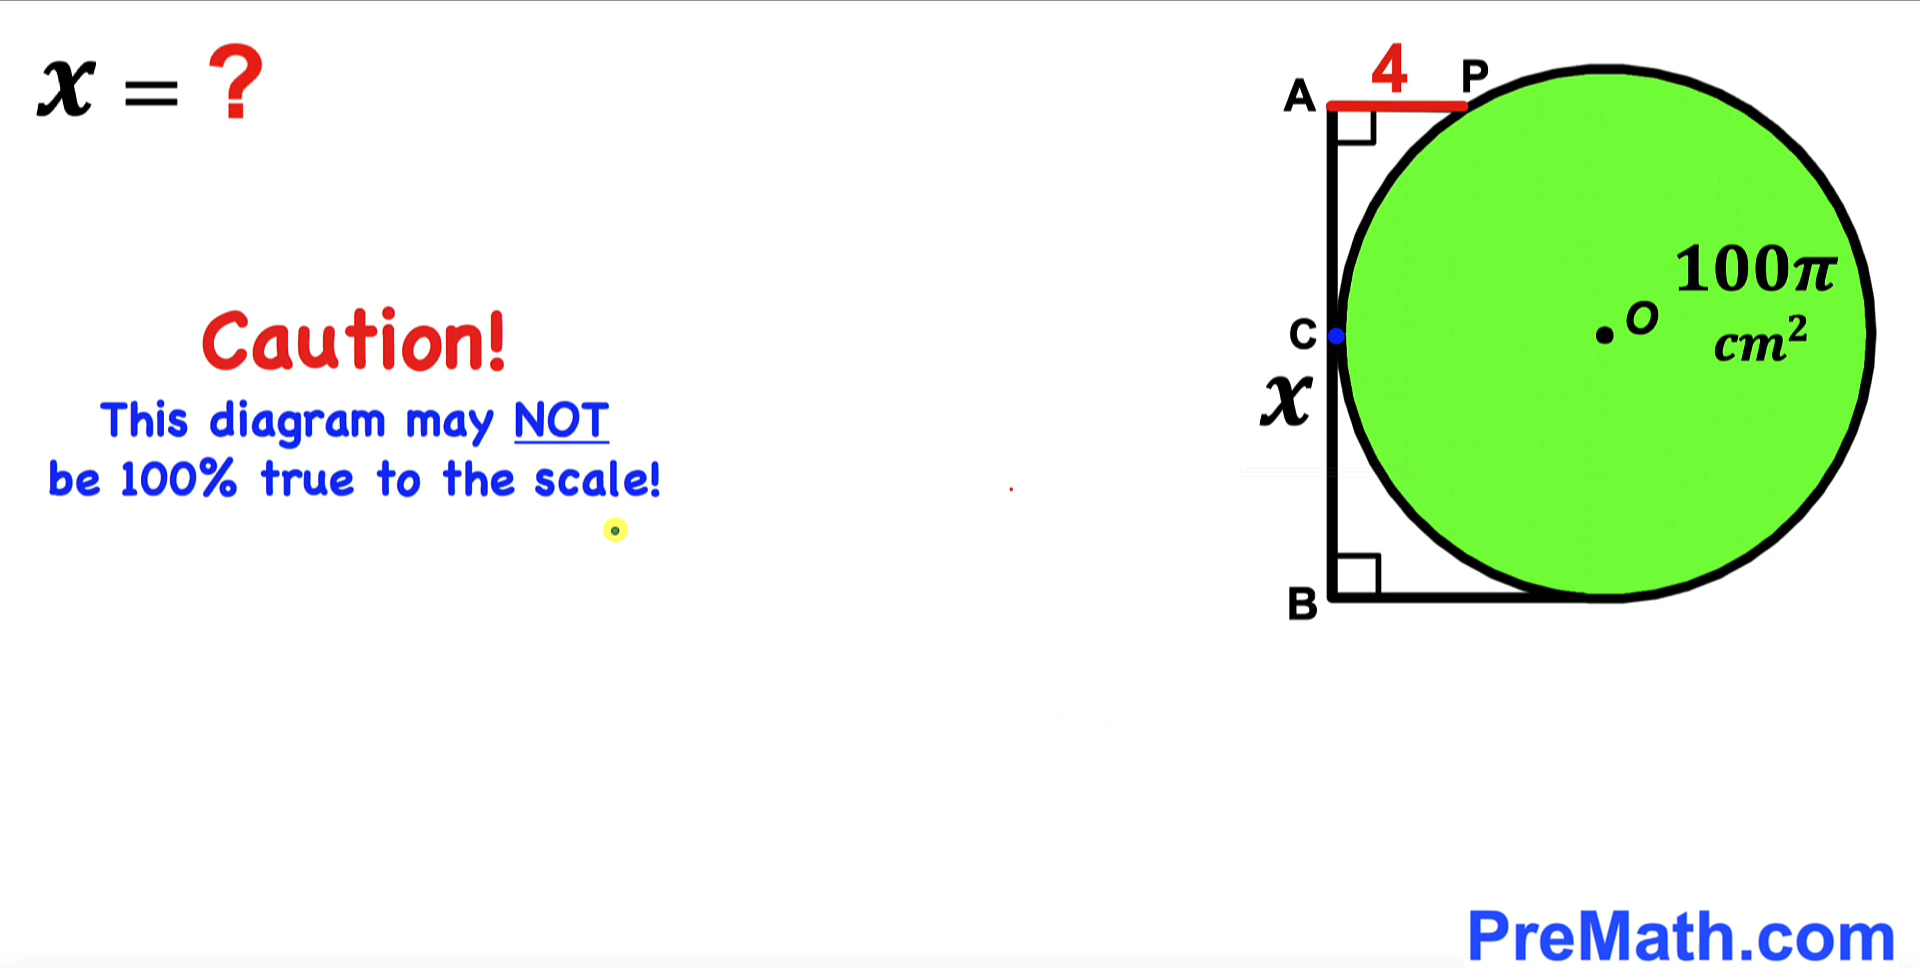 x = ?
A 4 P
100π
O
cm²
C
x
Caution!
This diagram may NOT
be 100% true to the scale!
B
PreMath.com